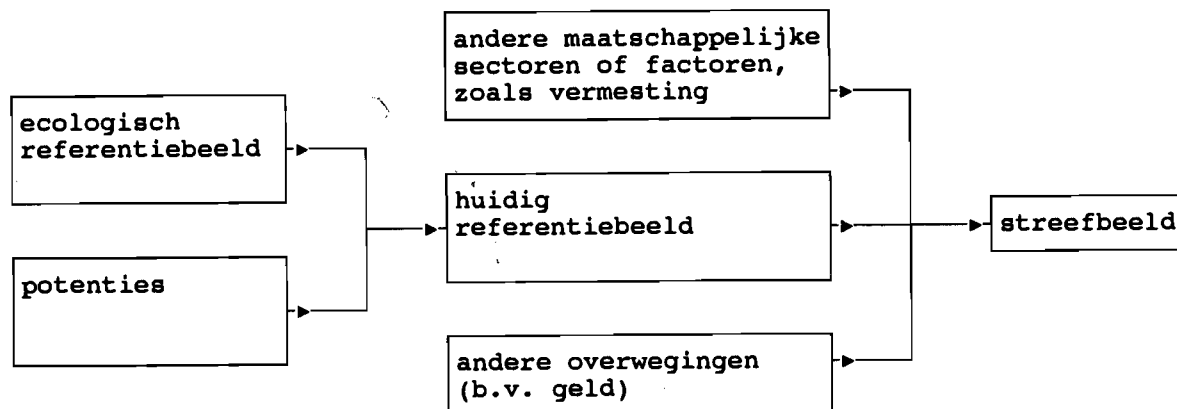 andere maatschappelijke
sectoren of factoren,
zoals vermesting
ecologisch
referentiebeeld
huidig
referentiebeeld
streefbeeld
potenties
andere overwegingen
(b.v. geld)